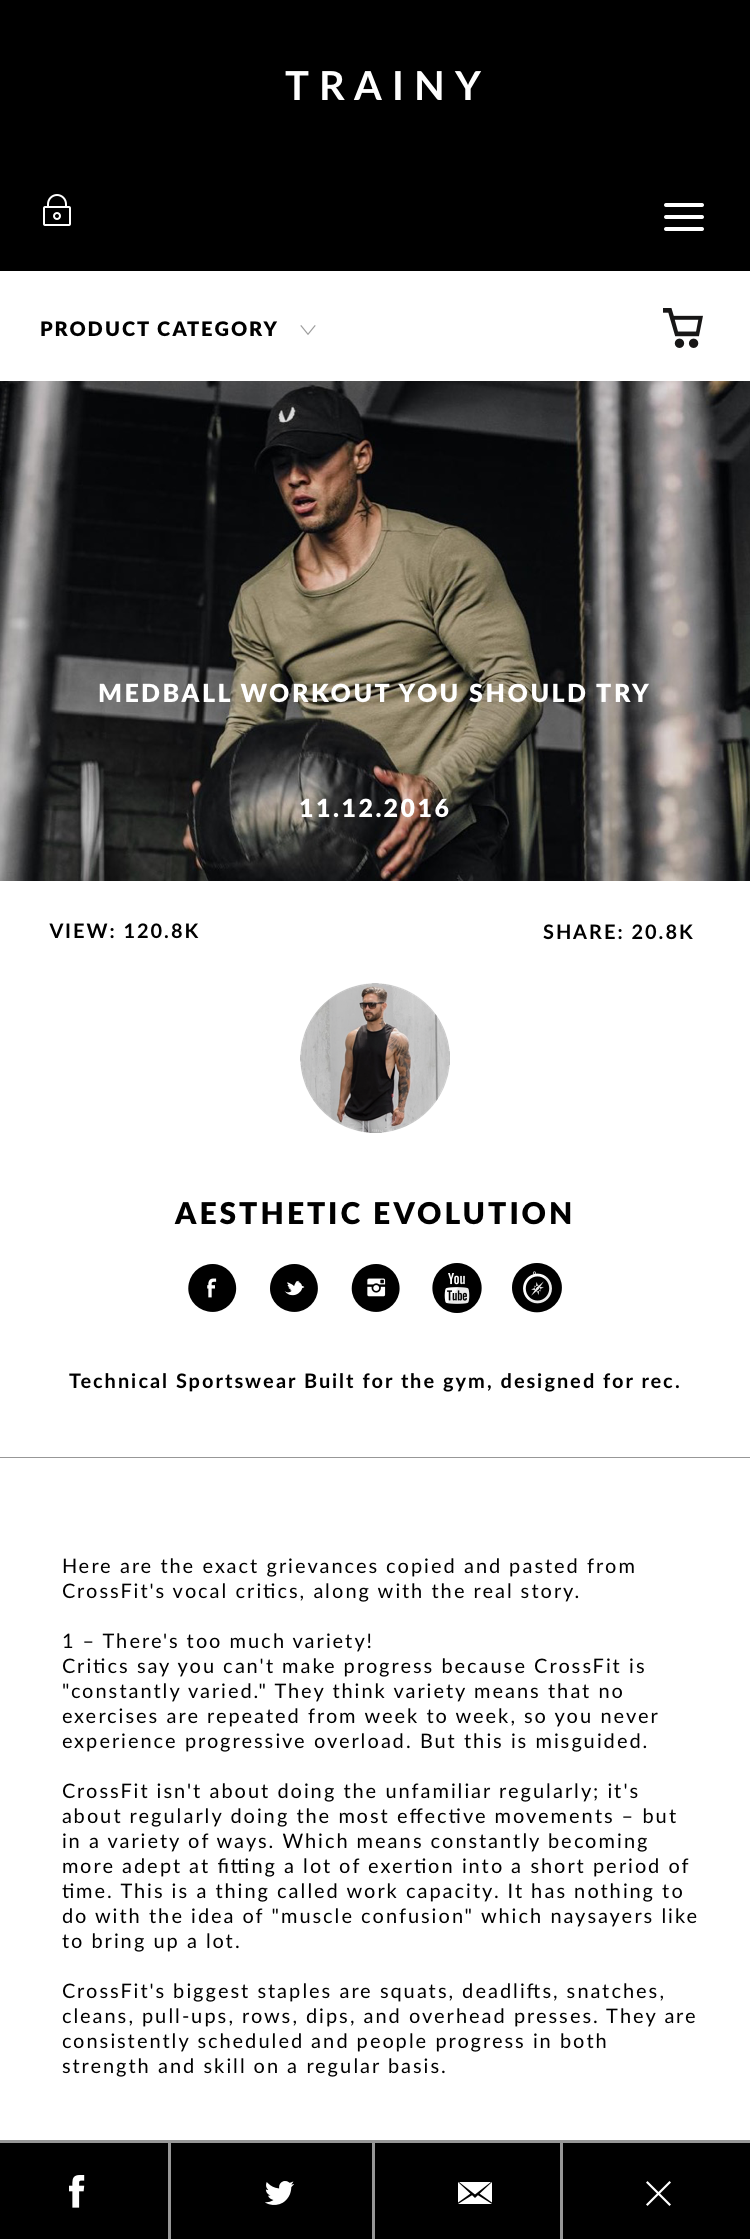 TRAINY
PRODUCT CATEGORY
MEDBALL WORKOUT YOU SHOULD TRY
11.12.2016
VIEW: 120.8K
SHARE: 20.8K
AESTHETIC EVOLUTION
f
You
Tube
Technical Sportswear Built for the gym, designed for rec.
Here are the exact grievances copied and pasted from
CrossFit's vocal critics, along with the real story.
1 – There's too much variety!
Critics say you can't make progress because CrossFit is
"constantly varied." They think variety means that no
exercises are repeated from week to week, so you never
experience progressive overload. But this is misguided.
CrossFit isn't about doing the unfamiliar regularly; it's
about regularly doing the most effective movements – but
in a variety of ways. Which means constantly becoming
more adept at fitting a lot of exertion into a short period of
time. This is a thing called work capacity. It has nothing to
do with the idea of "muscle confusion" which naysayers like
to bring up a lot.
CrossFit's biggest staples are squats, deadlifts, snatches,
cleans, pull-ups, rows, dips, and overhead presses. They are
consistently scheduled and people progress in both
strength and skill on a regular basis.
f